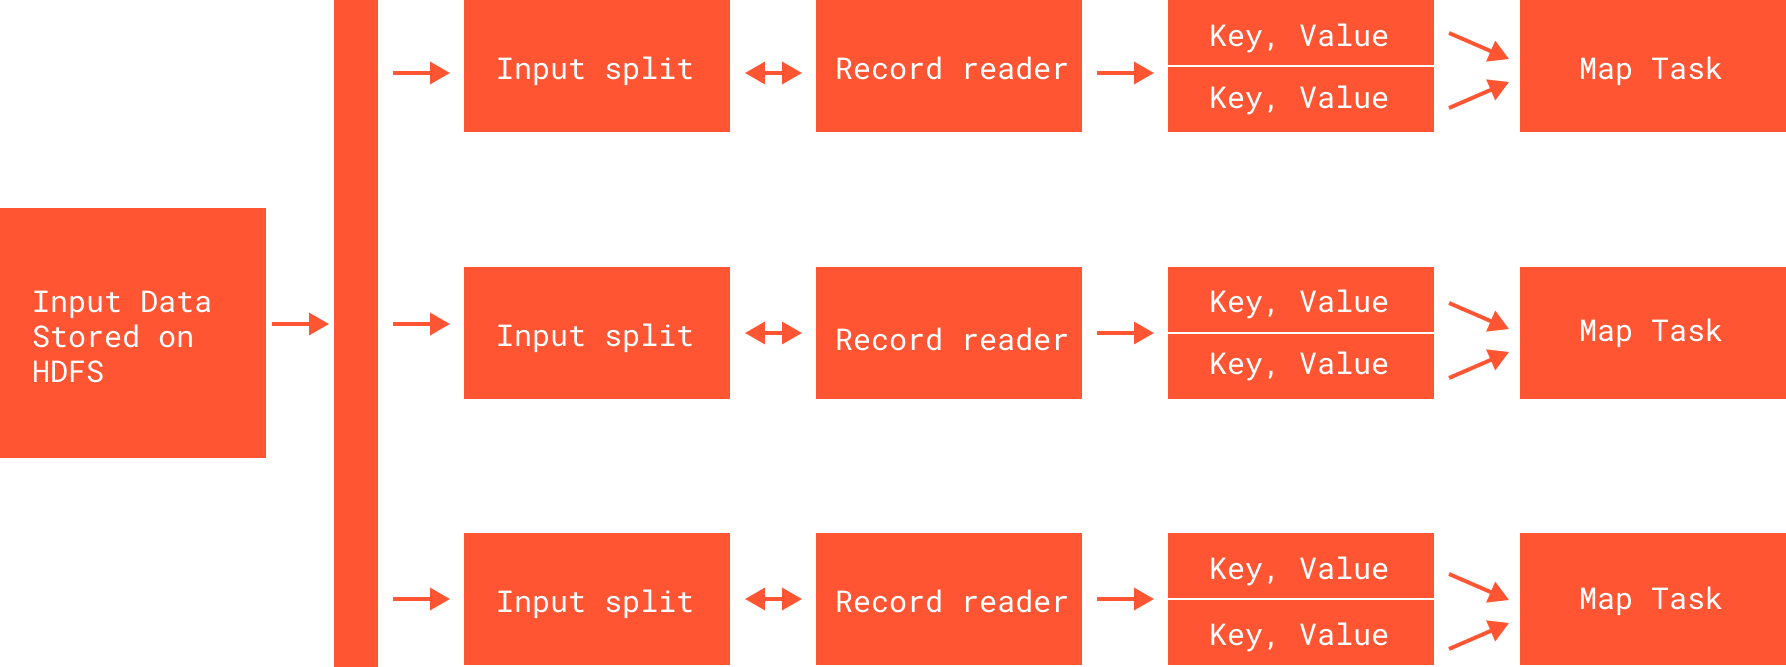 Input split
Record reader
Key, Value
Key, Value
Map Task
Input Data
Stored on
HDFS
Input split
Record reader
Key, Value
Key, Value
Map Task
Input split
Record reader
Key, Value
Key, Value
Map Task